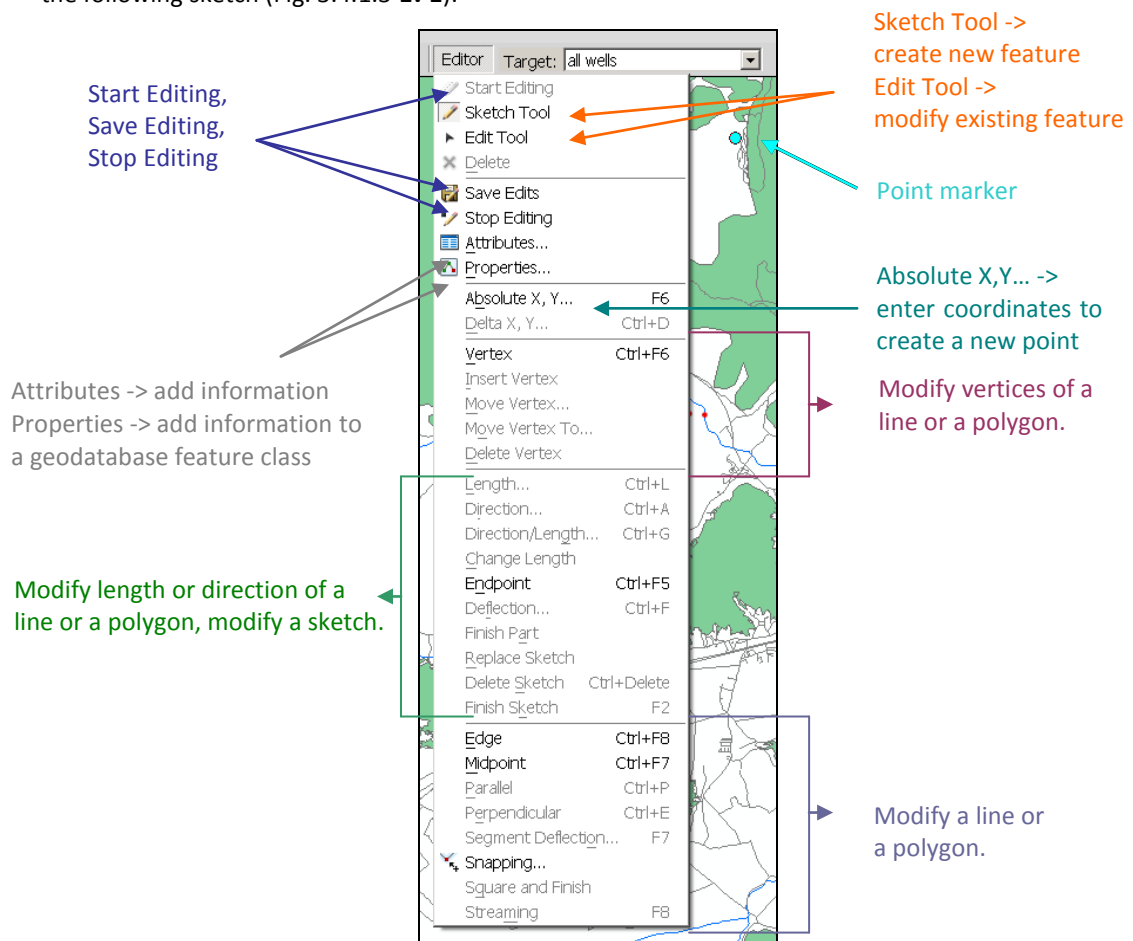 the following sketch (Fig. 5.4.1.3-1v 2).
Sketch Tool ->
create new feature
Edit Tool ->
modify existing feature
Start Editing,
Save Editing,
Stop Editing
Point marker
Absolute X,Y… ->
enter coordinates to
create a new point
Attributes -> add information
Properties -> add information to
a geodatabase feature class
Modify vertices of a
line or a polygon.
Modify length or direction of a
line or a polygon, modify a sketch.
Modify a line or
a polygon.
Editor Target: all wells
Start Editing
Sketch Tool
Edit Tool
Delete
Save Edits
Stop Editing
Attributes...
Properties...
Absolute X, Y... F6
Delta X, Y... Ctrl+D
Vertex Ctrl+F6
Insert Vertex
Move Vertex...
Move Vertex To...
Delete Vertex
Length... Ctrl+L
Direction... Ctrl+A
Direction/Length... Ctrl+G
Change Length
Endpoint Ctrl+F5
Deflection... Ctrl+F
Finish Part
Replace Sketch
Delete Sketch Ctrl+Delete
Finish Sketch F2
Edge Ctrl+F8
Midpoint Ctrl+F7
Parallel Ctrl+P
Perpendicular Ctrl+E
Segment Deflection... F7
Snapping...
Square and Finish
Streaming F8